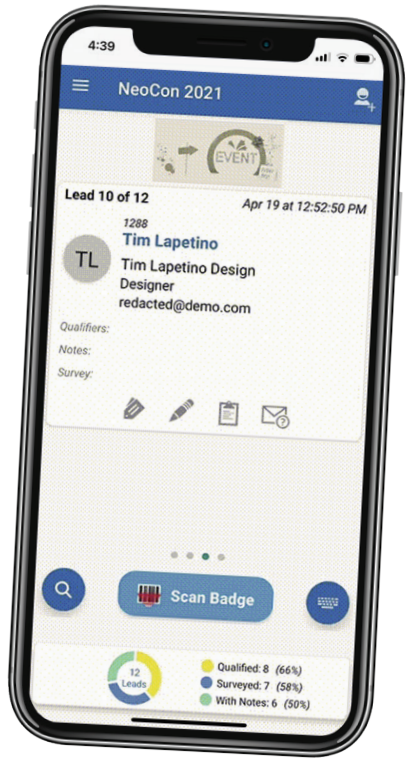 4:39
NeoCon 2021
EVENT
Lead 10 of 12
Apr 19 at 12:52:50 PM
1288
TL
Tim Lapetino
Tim Lapetino Design
Designer
redacted@demo.com
Qualifiers:
Notes:
Survey:
?
Scan Badge
12
Leads
Qualified: 8 (66%)
Surveyed: 7 (58%)
With Notes: 6 (50%)